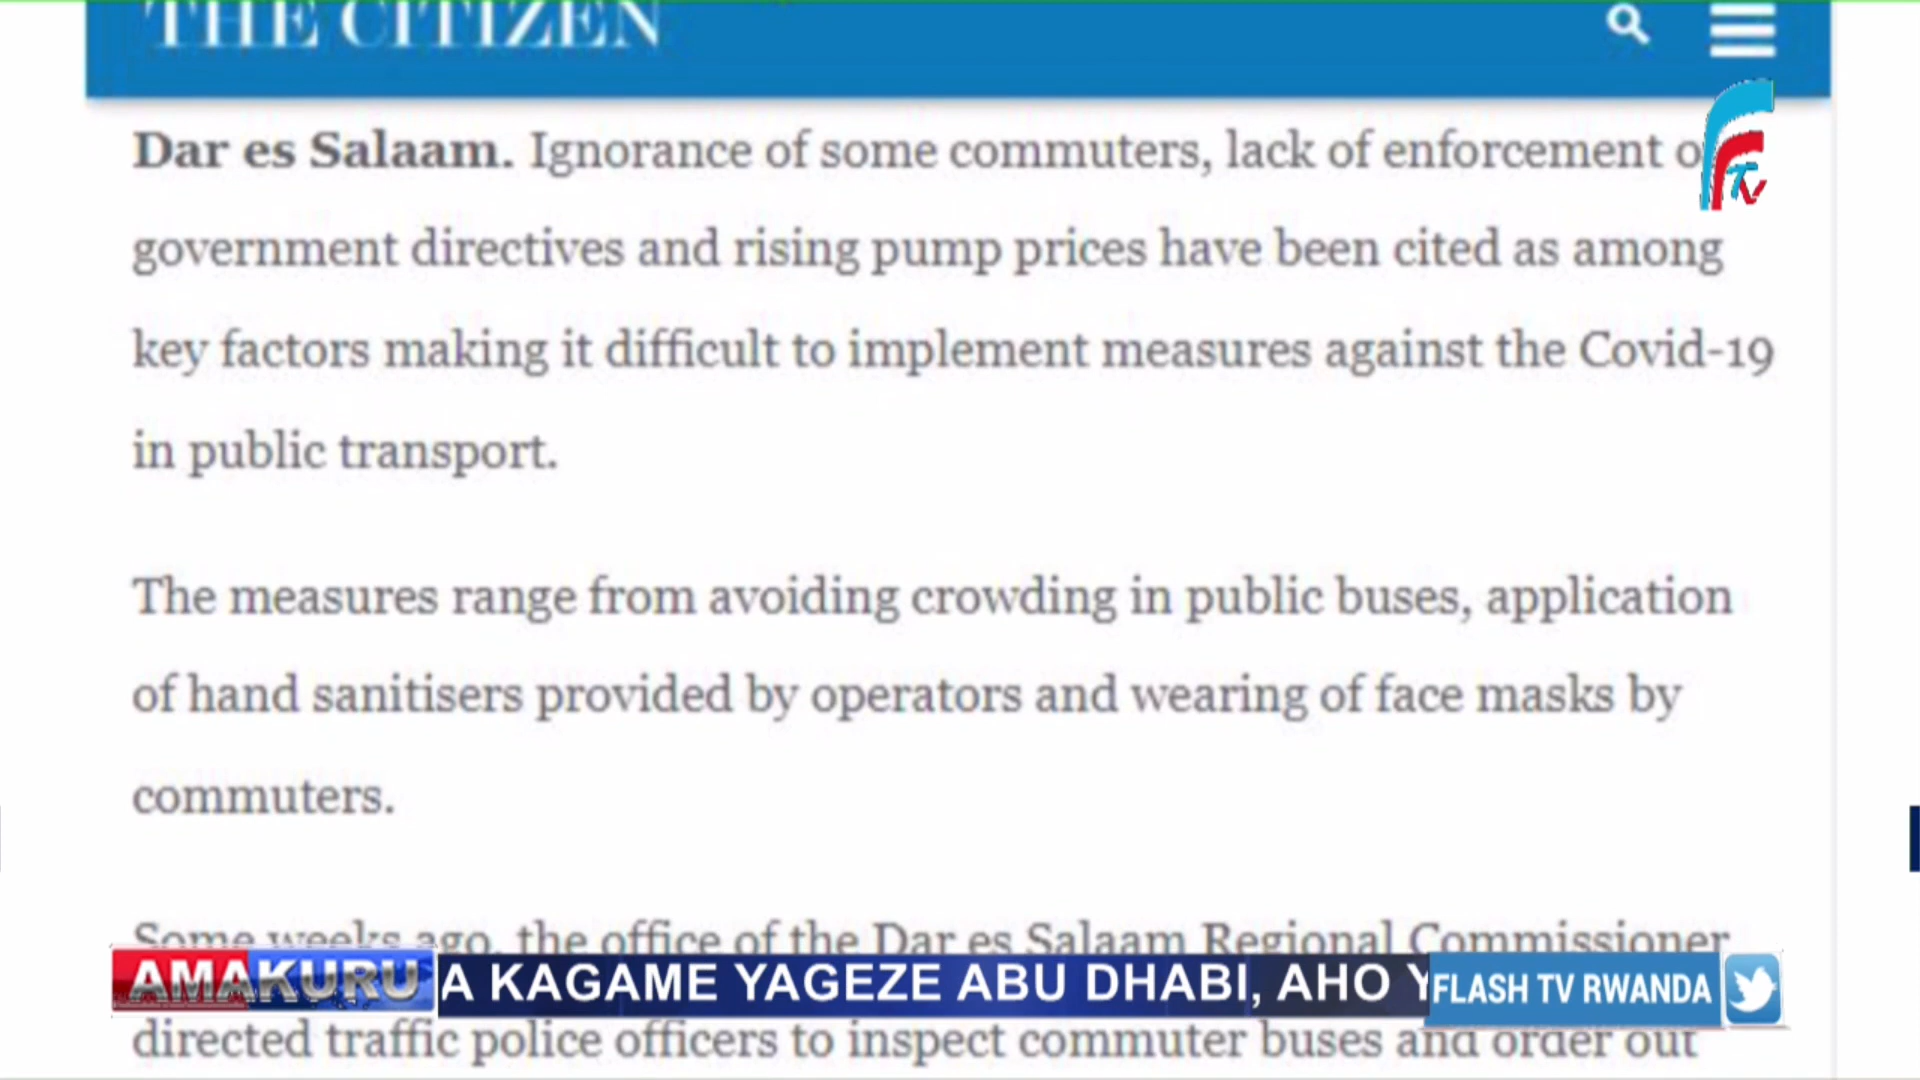 THE CITIZEN
TV
Dar es Salaam. Ignorance of some commuters, lack of enforcement
government directives and rising pump prices have been cited as among
key factors making it difficult to implement measures against the Covid-19
in public transport.
The measures range from avoiding crowding in public buses, application
of hand sanitisers provided by operators and wearing of face masks by
commuters.
Some weeks ago, the office of the Dar es Salaam Regional Commissioner
AMAKURU A KAGAME YAGEZE ABU DHABI, AHO Y FLASH TV RWANDA
directed traffic police officers to inspect commuter buses and order out